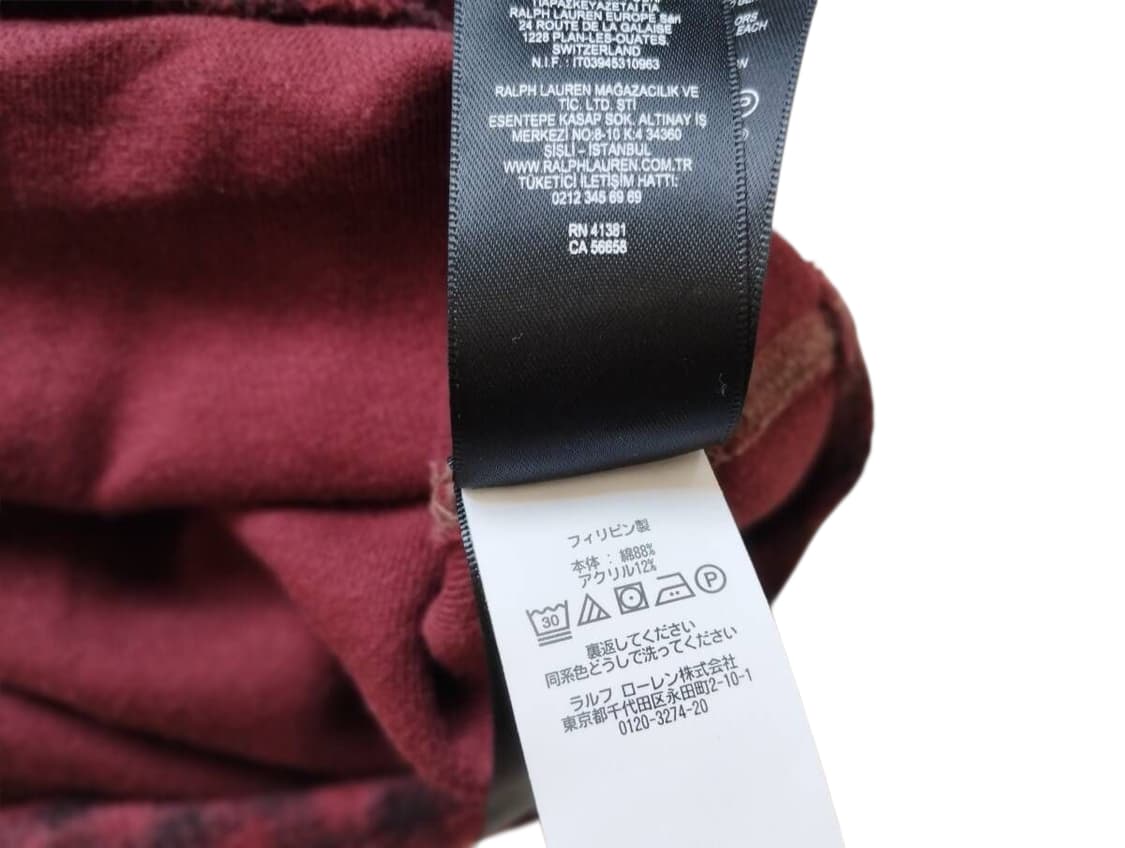 ΠΑΡΑΣΚΕΥΑΖΕΤΑΙ ΓΙΑ
RALPH LAUREN EUROPE Sàrl
24 ROUTE DE LA GALAISE
1228 PLAN-LES-OUATES,
SWITZERLAND
N.I.F. : IT03945310963
RALPH LAUREN MAĞAZACILIK VE
TİC. LTD. ŞTİ
ESENTEPE KASAP SOK. ALTINAY İŞ
MERKEZİ NO:8-10 K:4 34360
ŞİŞLİ - İSTANBUL
WWW.RALPHLAUREN.COM.TR
TÜKETİCİ İLETİŞİM HATTI:
0212 345 69 69
RN 41381
CA 56658
ORS
EACH
P
フィリピン製
本体 : 綿88%
アクリル12%
30
P
裏返してください
同系色どうしで洗ってください
ラルフ ローレン株式会社
東京都千代田区永田町2-10-1
0120-3274-20